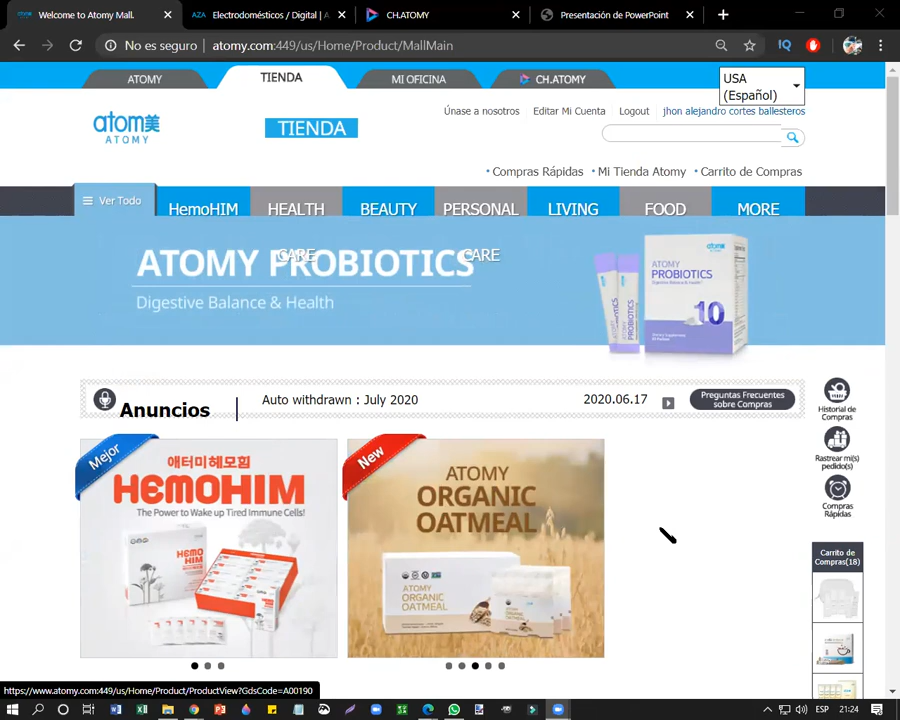 Welcome to Atomy Mall.
Electrodomésticos / Digital | A
CH.ATOMY
Presentación de PowerPoint
No es seguro | atomy.com:449/us/Home/Product/MallMain
IQ
ATOMY
TIENDA
MI OFICINA
CH.ATOMY
USA
(Español)
Únase a nosotros
Editar Mi Cuenta
Logout
jhon alejandro cortes ballesteros
atom美
ATOMY
TIENDA
Compras Rápidas
Mi Tienda Atomy
Carrito de Compras
Ver Todo
HemoHIM
HEALTH
BEAUTY
PERSONAL
LIVING
FOOD
MORE
CARE
CARE
ATOMY PROBIOTICS
Digestive Balance & Health
ATOMY
PROBIOTICS
Digestive Balance & Health
10
Anuncios
Auto withdrawn : July 2020
2020.06.17
Preguntas Frecuentes
sobre Compras
Historial de
Compras
Rastrear mi(s)
pedido(s)
Compras
Rápidas
Mejor
애터미 헤모힘
HEMOHIM
The Power to Wake up Tired Immune Cells!
HEMO
HIM
New
ATOMY
ORGANIC
OATMEAL
ATOMY
ORGANIC
OATMEAL
Carrito de
Compras(18)
https://www.atomy.com:449/us/Home/Product/ProductView?GdsCode=A00190
ESP
21:24